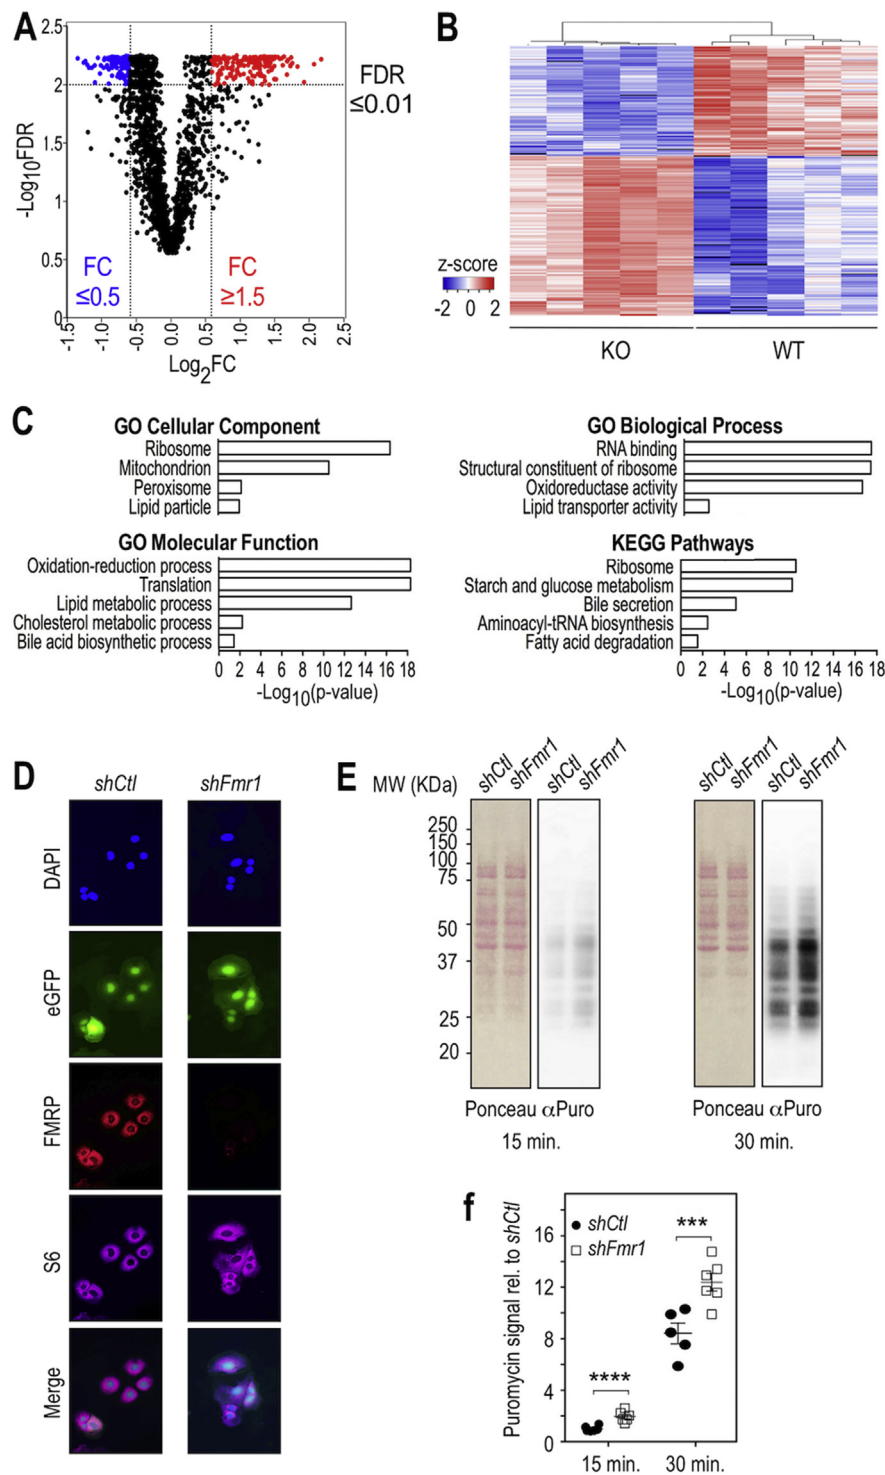 A
2.5
2
1.5
1
0.5
0
-Log10FDR
FDR
≤0.01
FC
≤0.5
FC
≥1.5
-1.5 -1.0 -0.5 0.0 0.5 1.0 1.5 2.0 2.5
Log2FC
B
z-score
-2 0 2
KO WT
C
GO Cellular Component
Ribosome
Mitochondrion
Peroxisome
Lipid particle
GO Molecular Function
Oxidation-reduction process
Translation
Lipid metabolic process
Cholesterol metabolic process
Bile acid biosynthetic process
0 2 4 6 8 10 12 14 16 18
-Log10(p-value)
GO Biological Process
RNA binding
Structural constituent of ribosome
Oxidoreductase activity
Lipid transporter activity
KEGG Pathways
Ribosome
Starch and glucose metabolism
Bile secretion
Aminoacyl-tRNA biosynthesis
Fatty acid degradation
0 2 4 6 8 10 12 14 16 18
-Log10(p-value)
D
shCtl shFmr1
DAPI
eGFP
FMRP
S6
Merge
E
MW (KDa)
shCtl shFmr1 shCtl shFmr1
shCtl shFmr1 shCtl shFmr1
250
150
100
75
50
37
25
20
Ponceau αPuro
15 min.
Ponceau αPuro
30 min.
f
Puromycin signal rel. to shCtl
16
12
8
4
0
shCtl
shFmr1
****
***
15 min. 30 min.